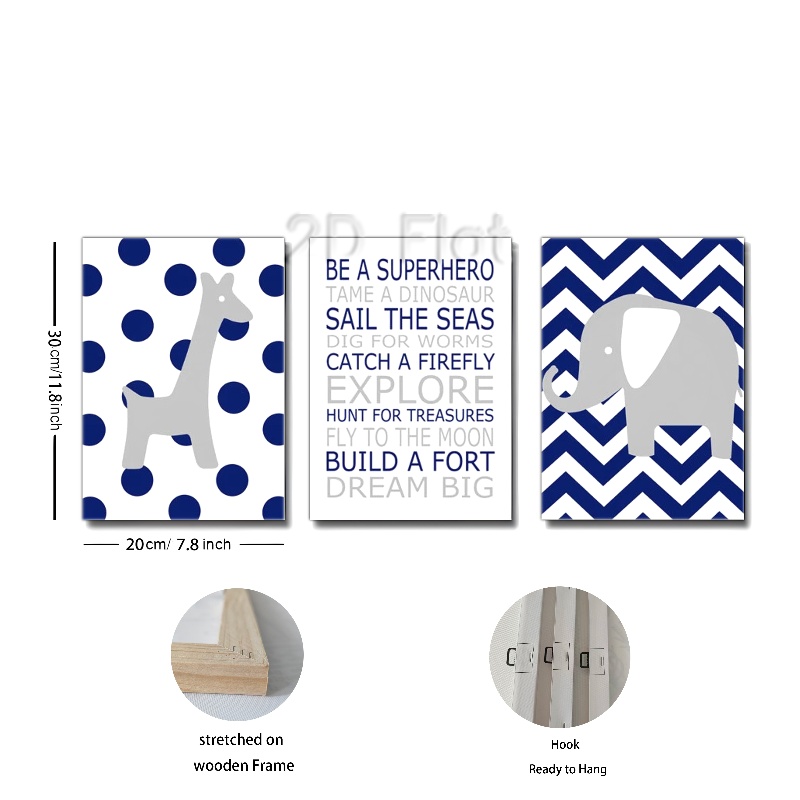 2D Flat
BE A SUPERHERO
TAME A DINOSAUR
SAIL THE SEAS
DIG FOR WORMS
CATCH A FIREFLY
EXPLORE
HUNT FOR TREASURES
FLY TO THE MOON
BUILD A FORT
DREAM BIG
30cm/11.8inch
20cm/ 7.8 inch
stretched on
wooden Frame
Hook
Ready to Hang